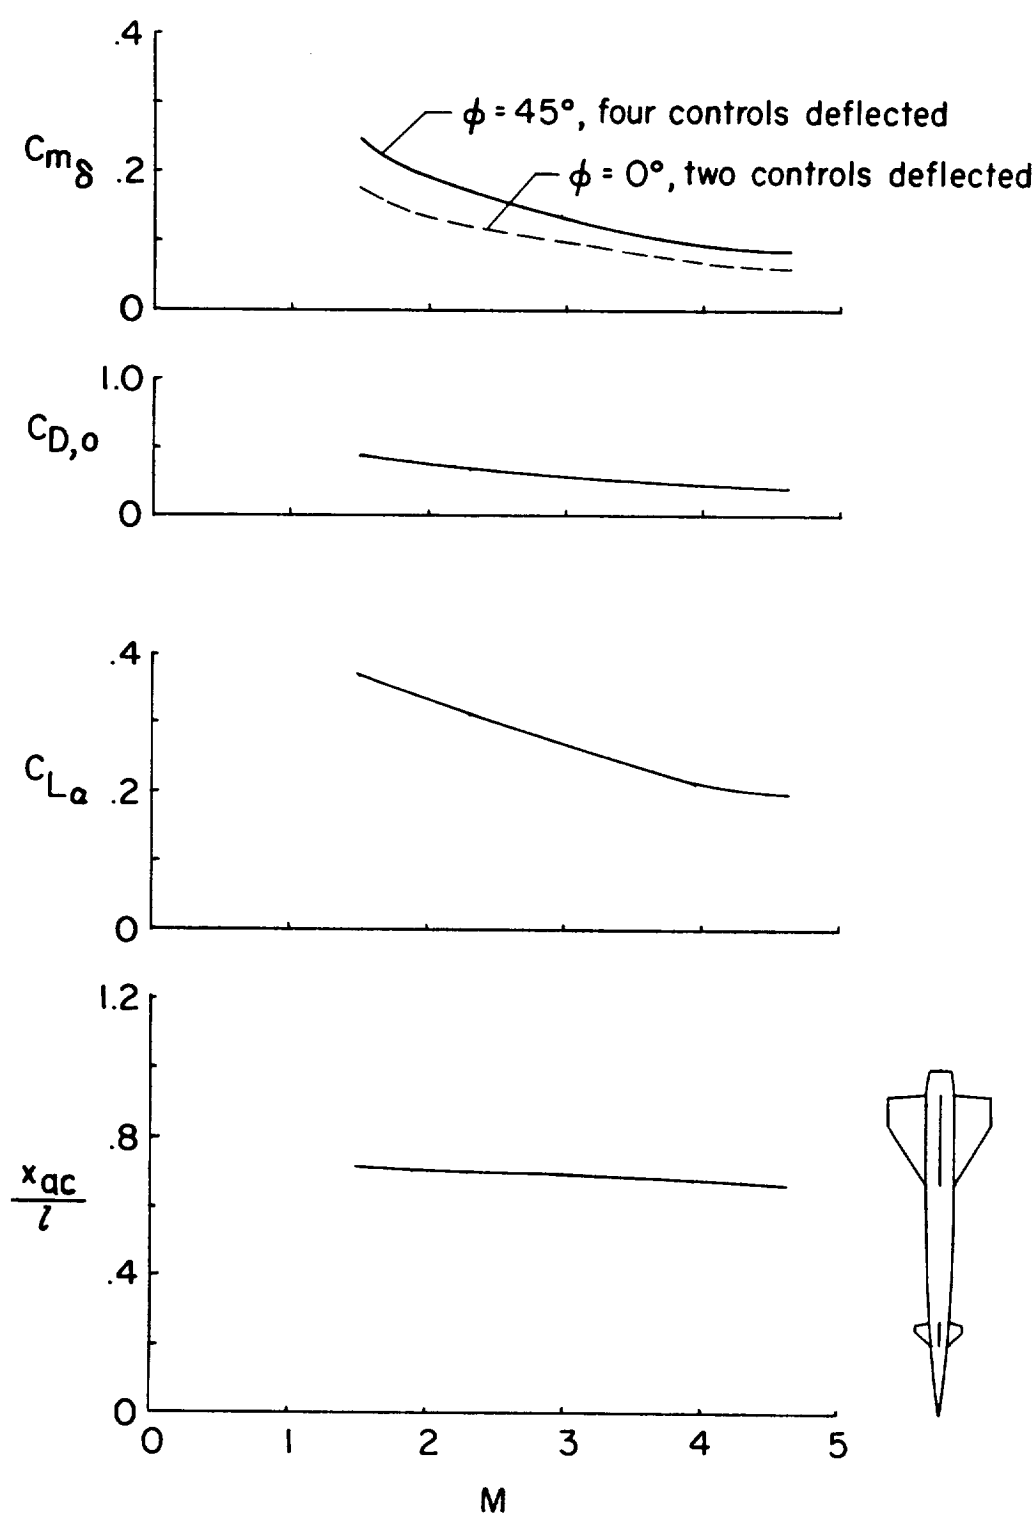 .4
ϕ = 45°, four controls deflected
Cmδ
.2
ϕ = 0°, two controls deflected
0
1.0
CD,o
0
.4
CLα
.2
0
1.2
.8
xac
l
.4
0
0 1 2 3 4 5
M